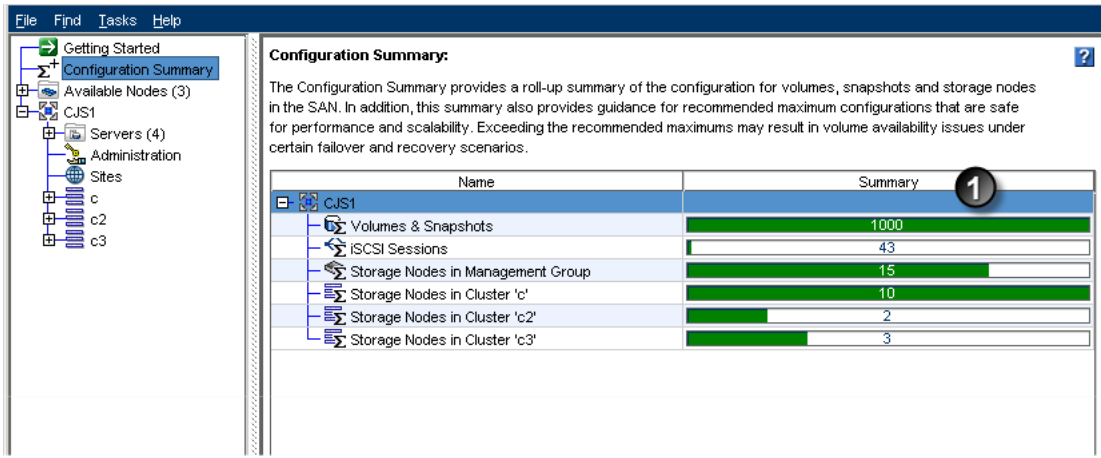 File Find Tasks Help
Getting Started
Configuration Summary
Available Nodes (3)
CJS1
Servers (4)
Administration
Sites
c
c2
c3
Configuration Summary:
?
The Configuration Summary provides a roll-up summary of the configuration for volumes, snapshots and storage nodes
in the SAN. In addition, this summary also provides guidance for recommended maximum configurations that are safe
for performance and scalability. Exceeding the recommended maximums may result in volume availability issues under
certain failover and recovery scenarios.
Name Summary
1
CJS1
Volumes & Snapshots 1000
iSCSI Sessions 43
Storage Nodes in Management Group 15
Storage Nodes in Cluster 'c' 10
Storage Nodes in Cluster 'c2' 2
Storage Nodes in Cluster 'c3' 3